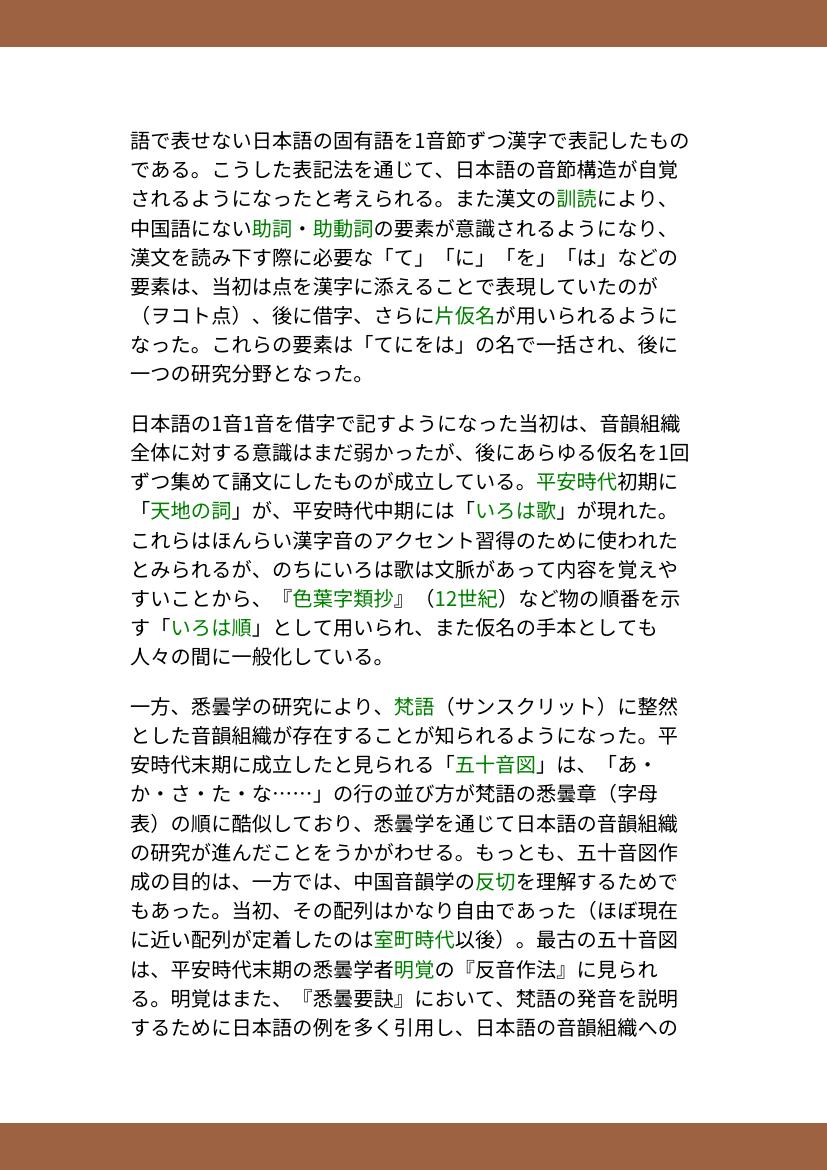 語で表せない日本語の固有語を1音節ずつ漢字で表記したもの
である。こうした表記法を通じて、日本語の音節構造が自覚
されるようになったと考えられる。また漢文の訓読により、
中国語にない助詞・助動詞の要素が意識されるようになり、
漢文を読み下す際に必要な「て」「に」「を」「は」などの
要素は、当初は点を漢字に添えることで表現していたのが
（ヲコト点）、後に借字、さらに片仮名が用いられるように
なった。これらの要素は「てにをは」の名で一括され、後に
一つの研究分野となった。
日本語の1音1音を借字で記すようになった当初は、音韻組織
全体に対する意識はまだ弱かったが、後にあらゆる仮名を1回
ずつ集めて誦文にしたものが成立している。平安時代初期に
「天地の詞」が、平安時代中期には「いろは歌」が現れた。
これらはほんらい漢字音のアクセント習得のために使われた
とみられるが、のちにいろは歌は文脈があって内容を覚えや
すいことから、『色葉字類抄』（12世紀）など物の順番を示
す「いろは順」として用いられ、また仮名の手本としても
人々の間に一般化している。
一方、悉曇学の研究により、梵語（サンスクリット）に整然
とした音韻組織が存在することが知られるようになった。平
安時代末期に成立したと見られる「五十音図」は、「あ・
か・さ・た・な……」の行の並び方が梵語の悉曇章（字母
表）の順に酷似しており、悉曇学を通じて日本語の音韻組織
の研究が進んだことをうかがわせる。もっとも、五十音図作
成の目的は、一方では、中国音韻学の反切を理解するためで
もあった。当初、その配列はかなり自由であった（ほぼ現在
に近い配列が定着したのは室町時代以後）。最古の五十音図
は、平安時代末期の悉曇学者明覚の『反音作法』に見られ
る。明覚はまた、『悉曇要訣』において、梵語の発音を説明
するために日本語の例を多く引用し、日本語の音韻組織への